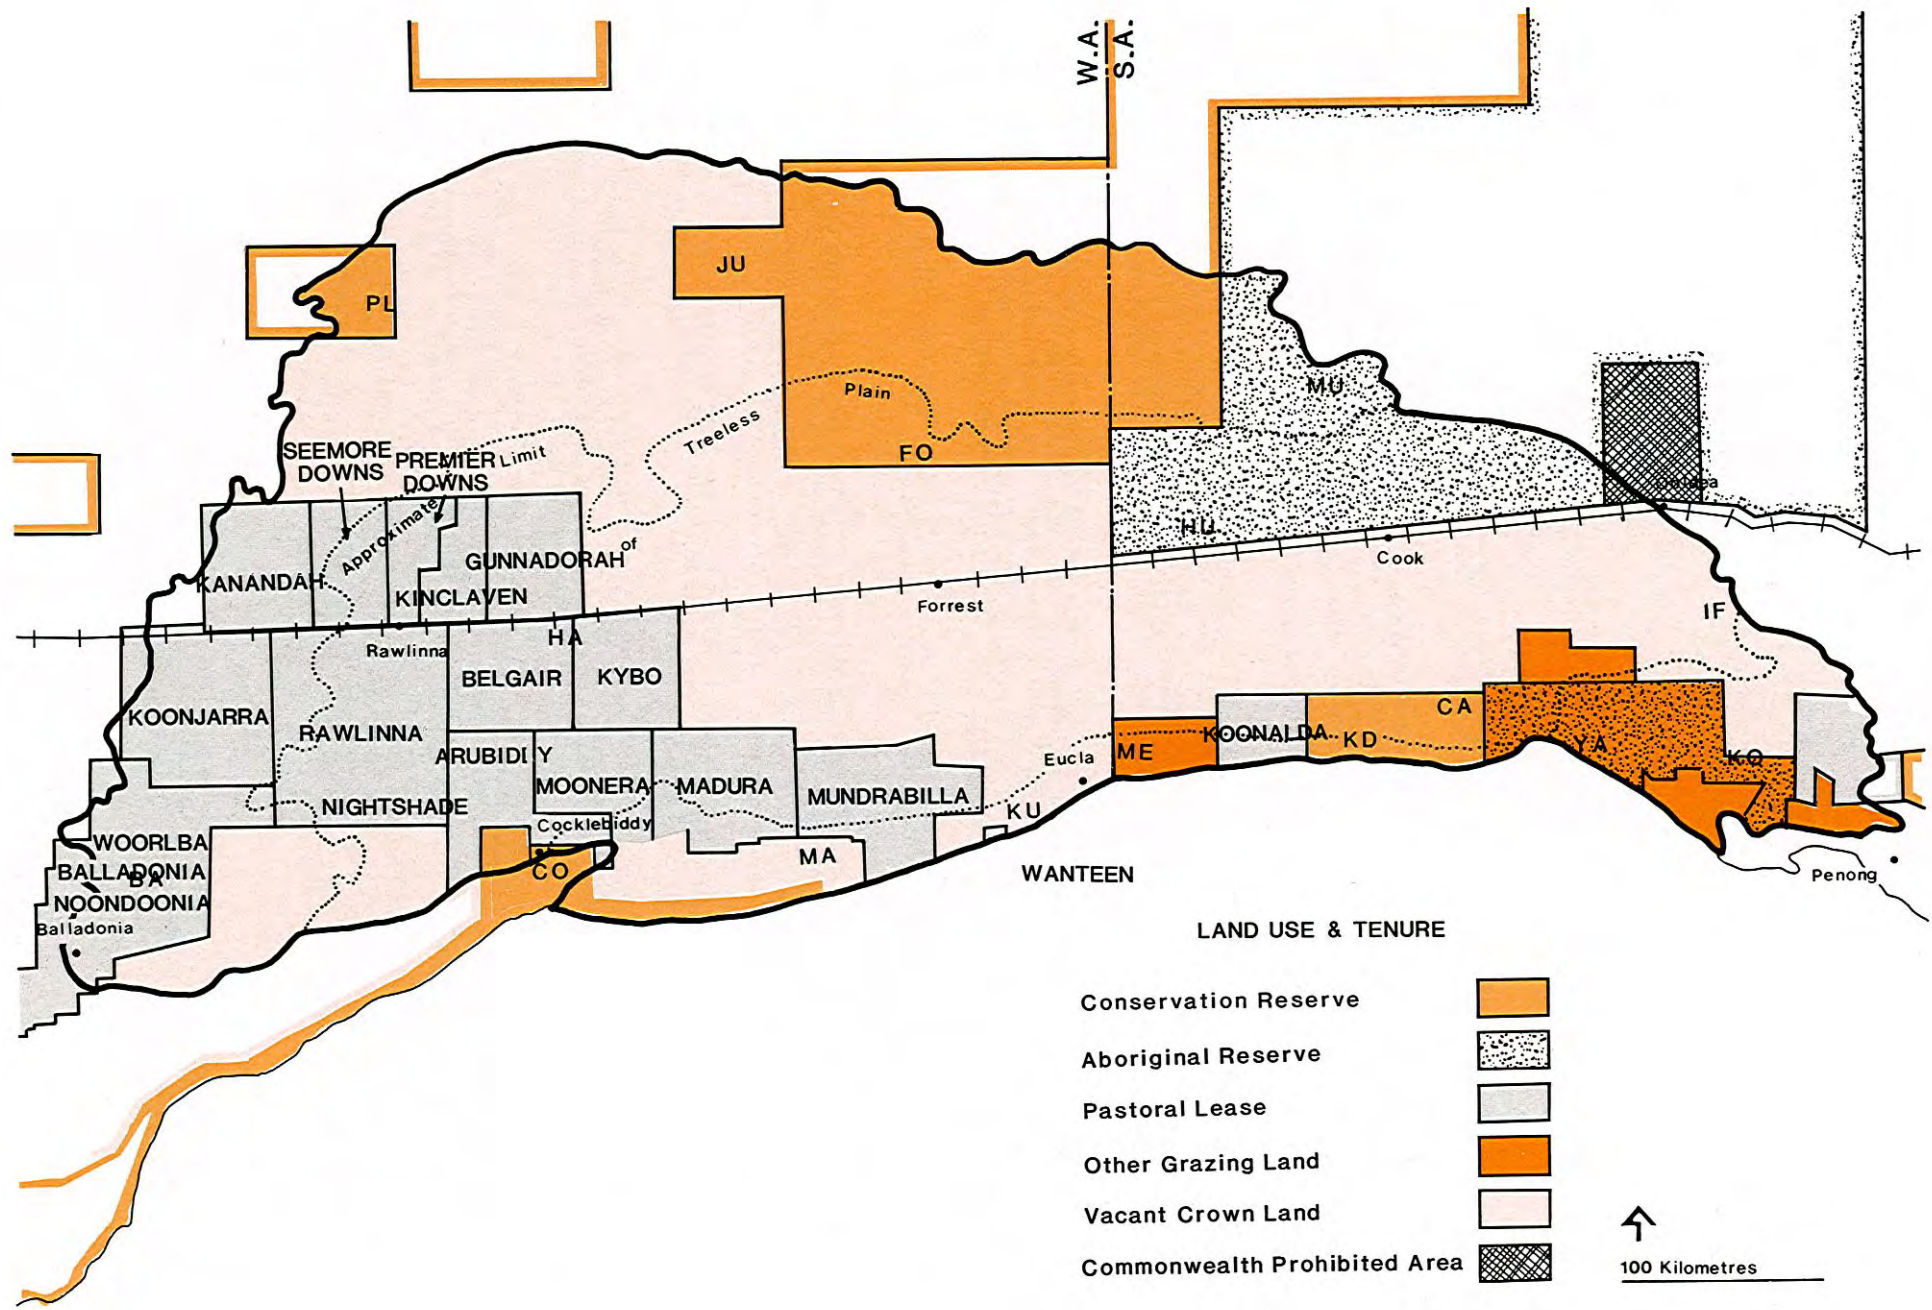 W.A.
S.A.
JU
PL
MU
Plain
Treeless
FO
SEEMORE
DOWNS
PREMIER
DOWNS
Limit
Approximate
of
HU
Cook
KANANDAH
GUNNADORAH
KINCLAVEN
Forrest
IF
HA
Rawlinna
BELGAIR
KYBO
KOONJARRA
RAWLINNA
CA
ARUBIDIY
KOONALDA
KD
YA
ME
Eucla
MOONERA
MADURA
MUNDRABILLA
NIGHTSHADE
KU
Cocklebiddy
WOORLBA
BALLADONIA
BA
NOONDOONIA
Balladonia
CO
MA
WANTEEN
Penong
LAND USE & TENURE
Conservation Reserve
Aboriginal Reserve
Pastoral Lease
Other Grazing Land
Vacant Crown Land
Commonwealth Prohibited Area
100 Kilometres